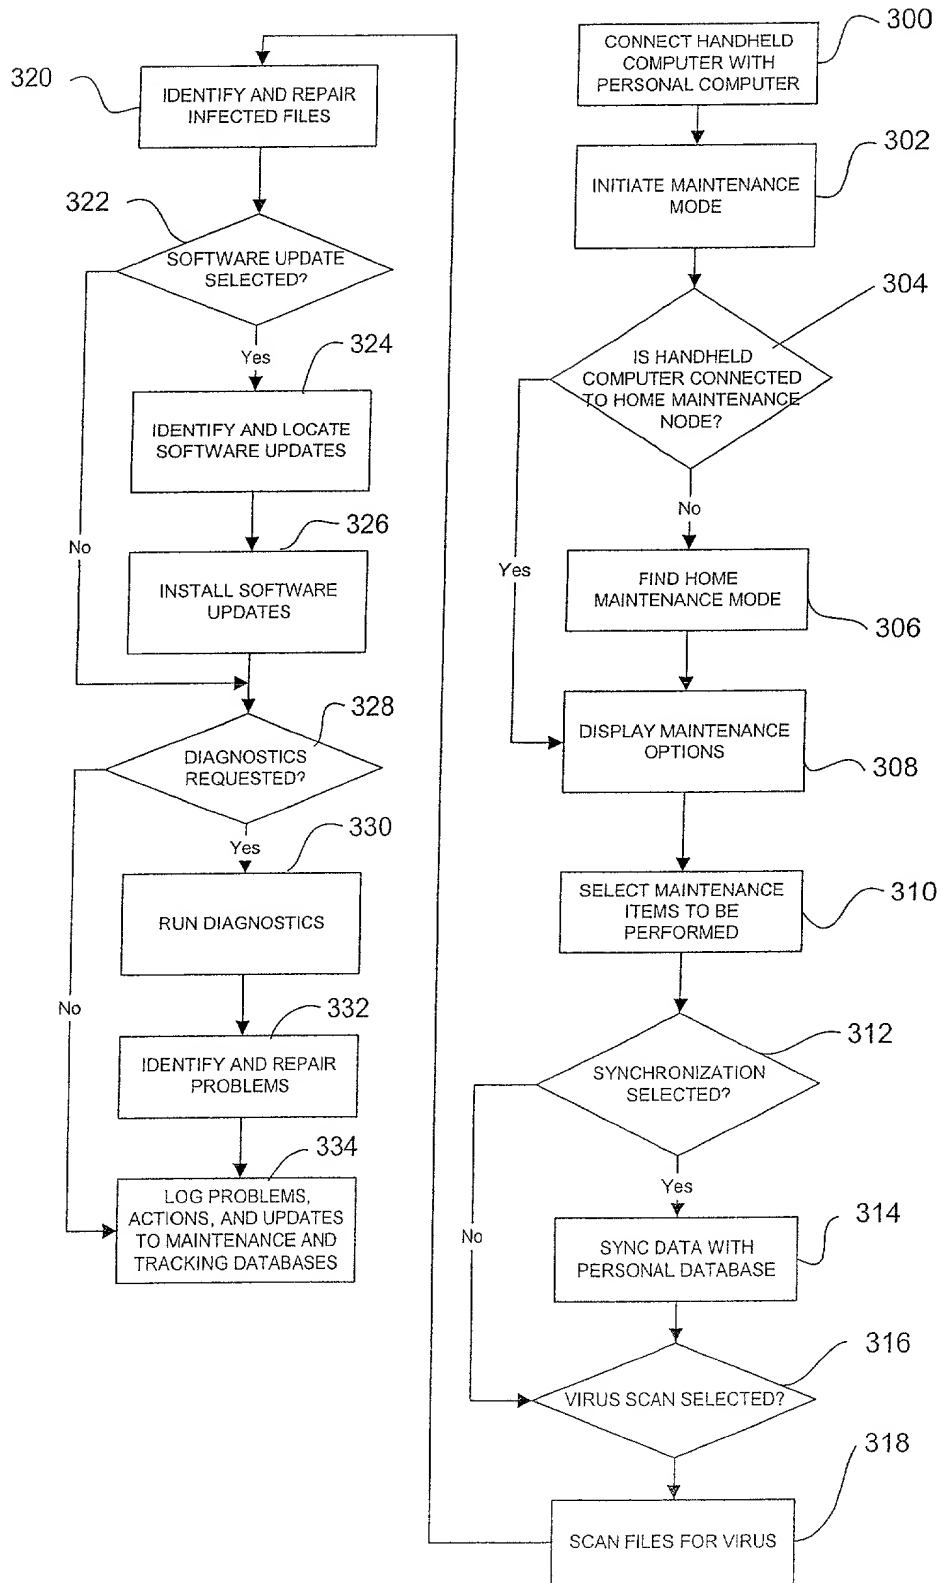 300
CONNECT HANDHELD
COMPUTER WITH
PERSONAL COMPUTER
302
INITIATE MAINTENANCE
MODE
304
IS HANDHELD
COMPUTER CONNECTED
TO HOME MAINTENANCE
NODE?
No
Yes
FIND HOME
MAINTENANCE MODE
306
DISPLAY MAINTENANCE
OPTIONS
308
SELECT MAINTENANCE
ITEMS TO BE
PERFORMED
310
312
SYNCHRONIZATION
SELECTED?
Yes
No
314
SYNC DATA WITH
PERSONAL DATABASE
316
VIRUS SCAN SELECTED?
318
SCAN FILES FOR VIRUS
320
IDENTIFY AND REPAIR
INFECTED FILES
322
SOFTWARE UPDATE
SELECTED?
Yes
324
IDENTIFY AND LOCATE
SOFTWARE UPDATES
326
No
INSTALL SOFTWARE
UPDATES
328
DIAGNOSTICS
REQUESTED?
Yes
330
RUN DIAGNOSTICS
No
332
IDENTIFY AND REPAIR
PROBLEMS
334
LOG PROBLEMS,
ACTIONS, AND UPDATES
TO MAINTENANCE AND
TRACKING DATABASES